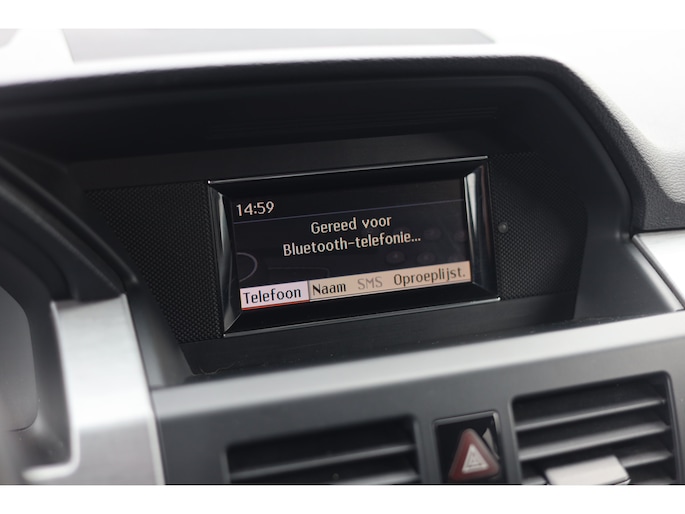 14:59
Gereed voor
Bluetooth-telefonie...
Telefoon Naam SMS Oproeplijst.